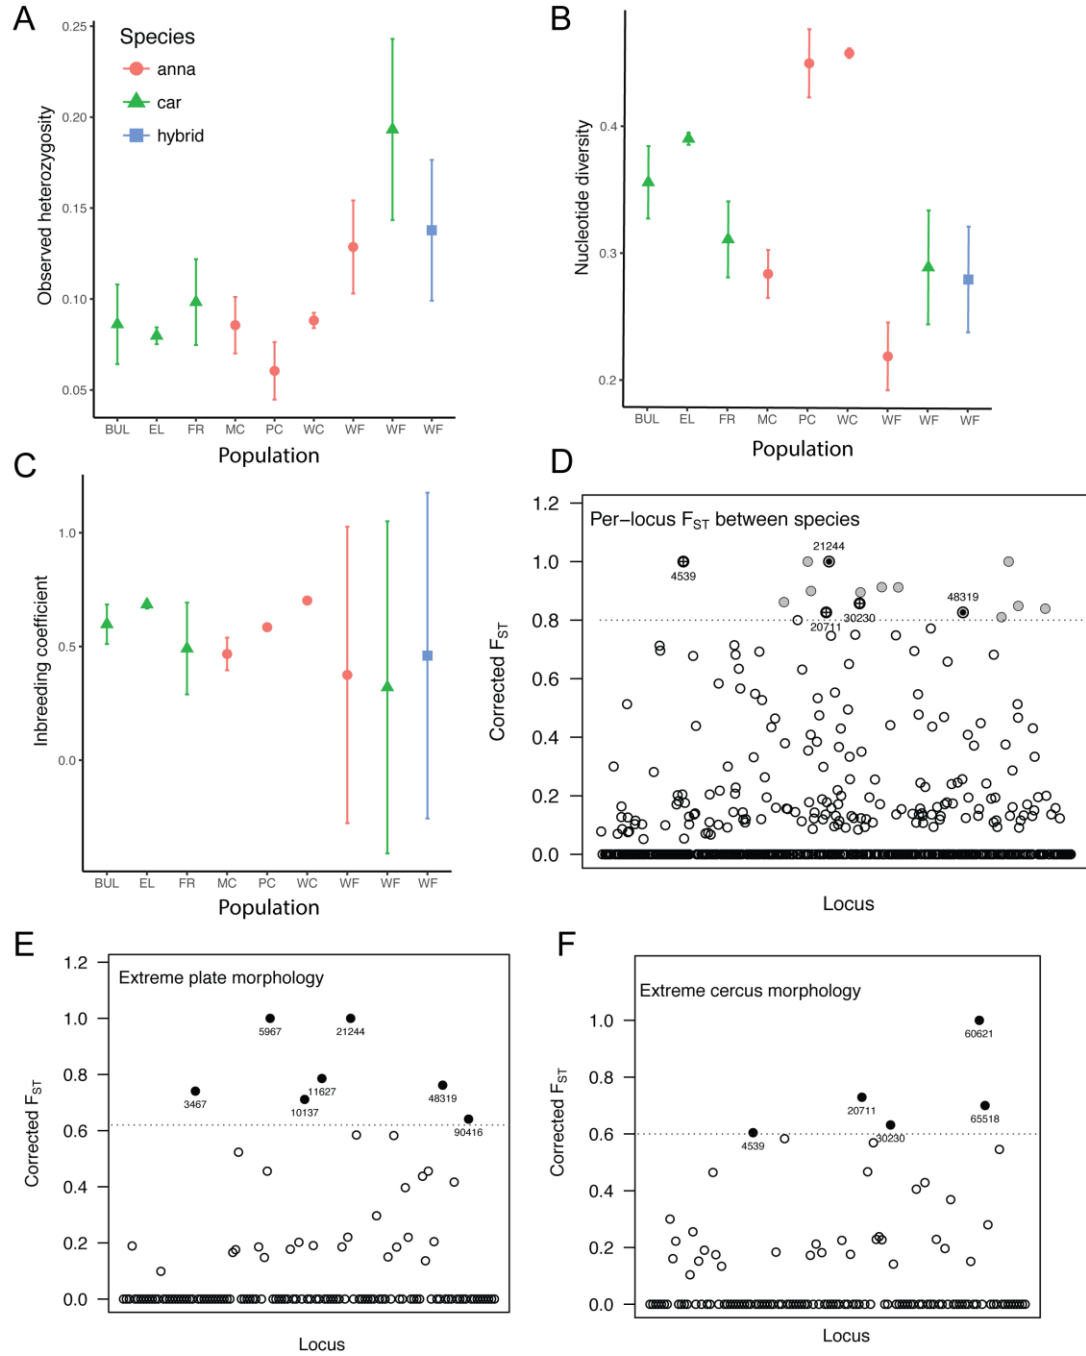 A
Species
anna
car
hybrid
0.25
0.20
0.15
0.10
0.05
Observed heterozygosity
BUL EL FR MC PC WC WF WF WF
Population
B
0.4
0.3
0.2
Nucleotide diversity
BUL EL FR MC PC WC WF WF WF
Population
C
1.0
0.5
0.0
Inbreeding coefficient
BUL EL FR MC PC WC WF WF WF
Population
D
Per-locus FST between species
1.2
1.0
0.8
0.6
0.4
0.2
0.0
Corrected FST
21244
4539
48319
30230
20711
Locus
E
Extreme plate morphology
1.2
1.0
0.8
0.6
0.4
0.2
0.0
Corrected FST
5967
21244
3467
11627
10137
48319
90416
Locus
F
Extreme cercus morphology
1.0
0.8
0.6
0.4
0.2
0.0
Corrected FST
60621
20711
65518
4539
30230
Locus